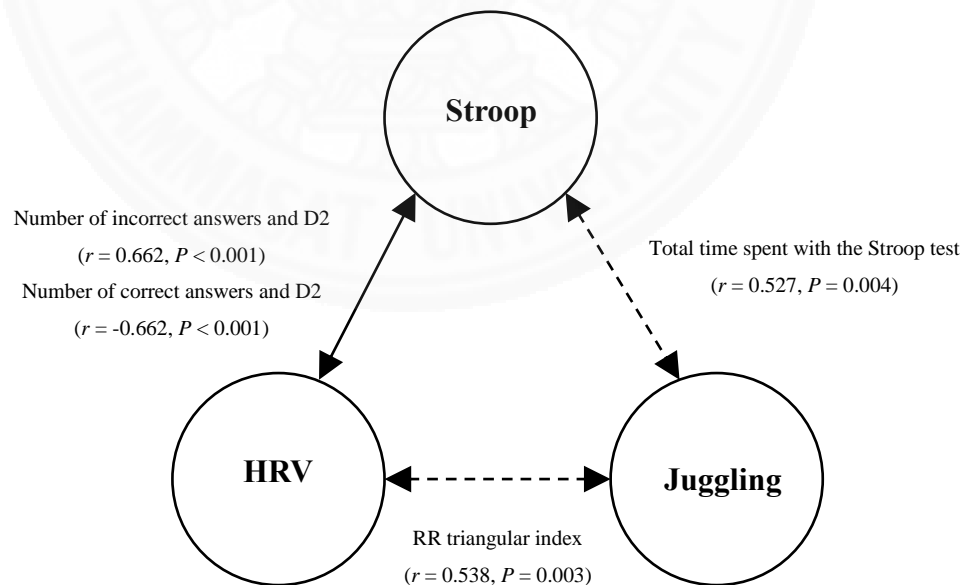 THAMMASAT UNIVERSITY
Stroop
Number of incorrect answers and D2
(r = 0.662, P < 0.001)
Number of correct answers and D2
(r = -0.662, P < 0.001)
Total time spent with the Stroop test
(r = 0.527, P = 0.004)
HRV
Juggling
RR triangular index
(r = 0.538, P = 0.003)